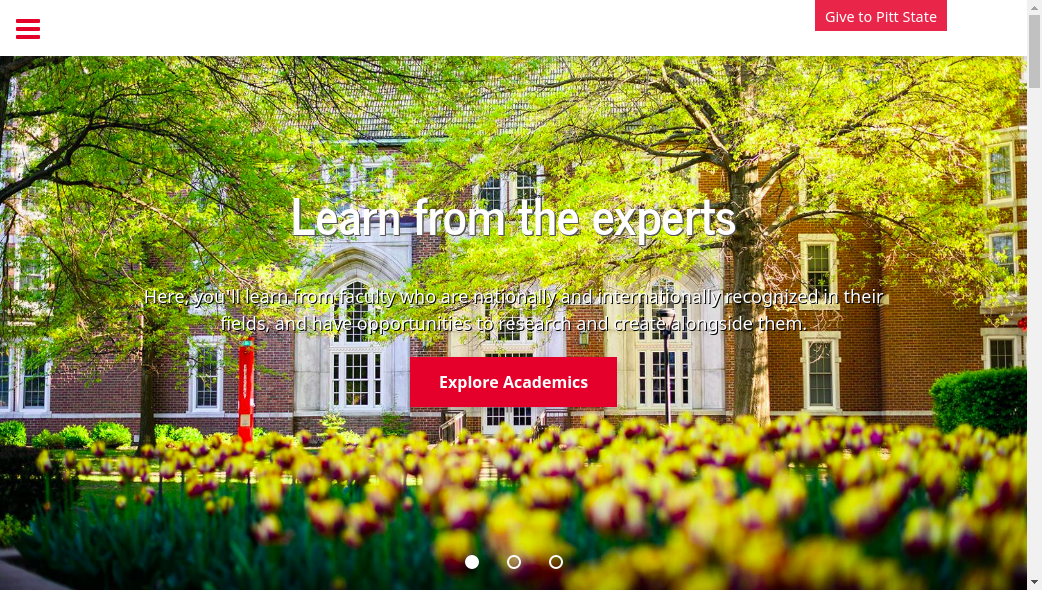 Give to Pitt State
Learn from the experts
Here, you'll learn from faculty who are nationally and internationally recognized in their
fields, and have opportunities to research and create alongside them.
Explore Academics